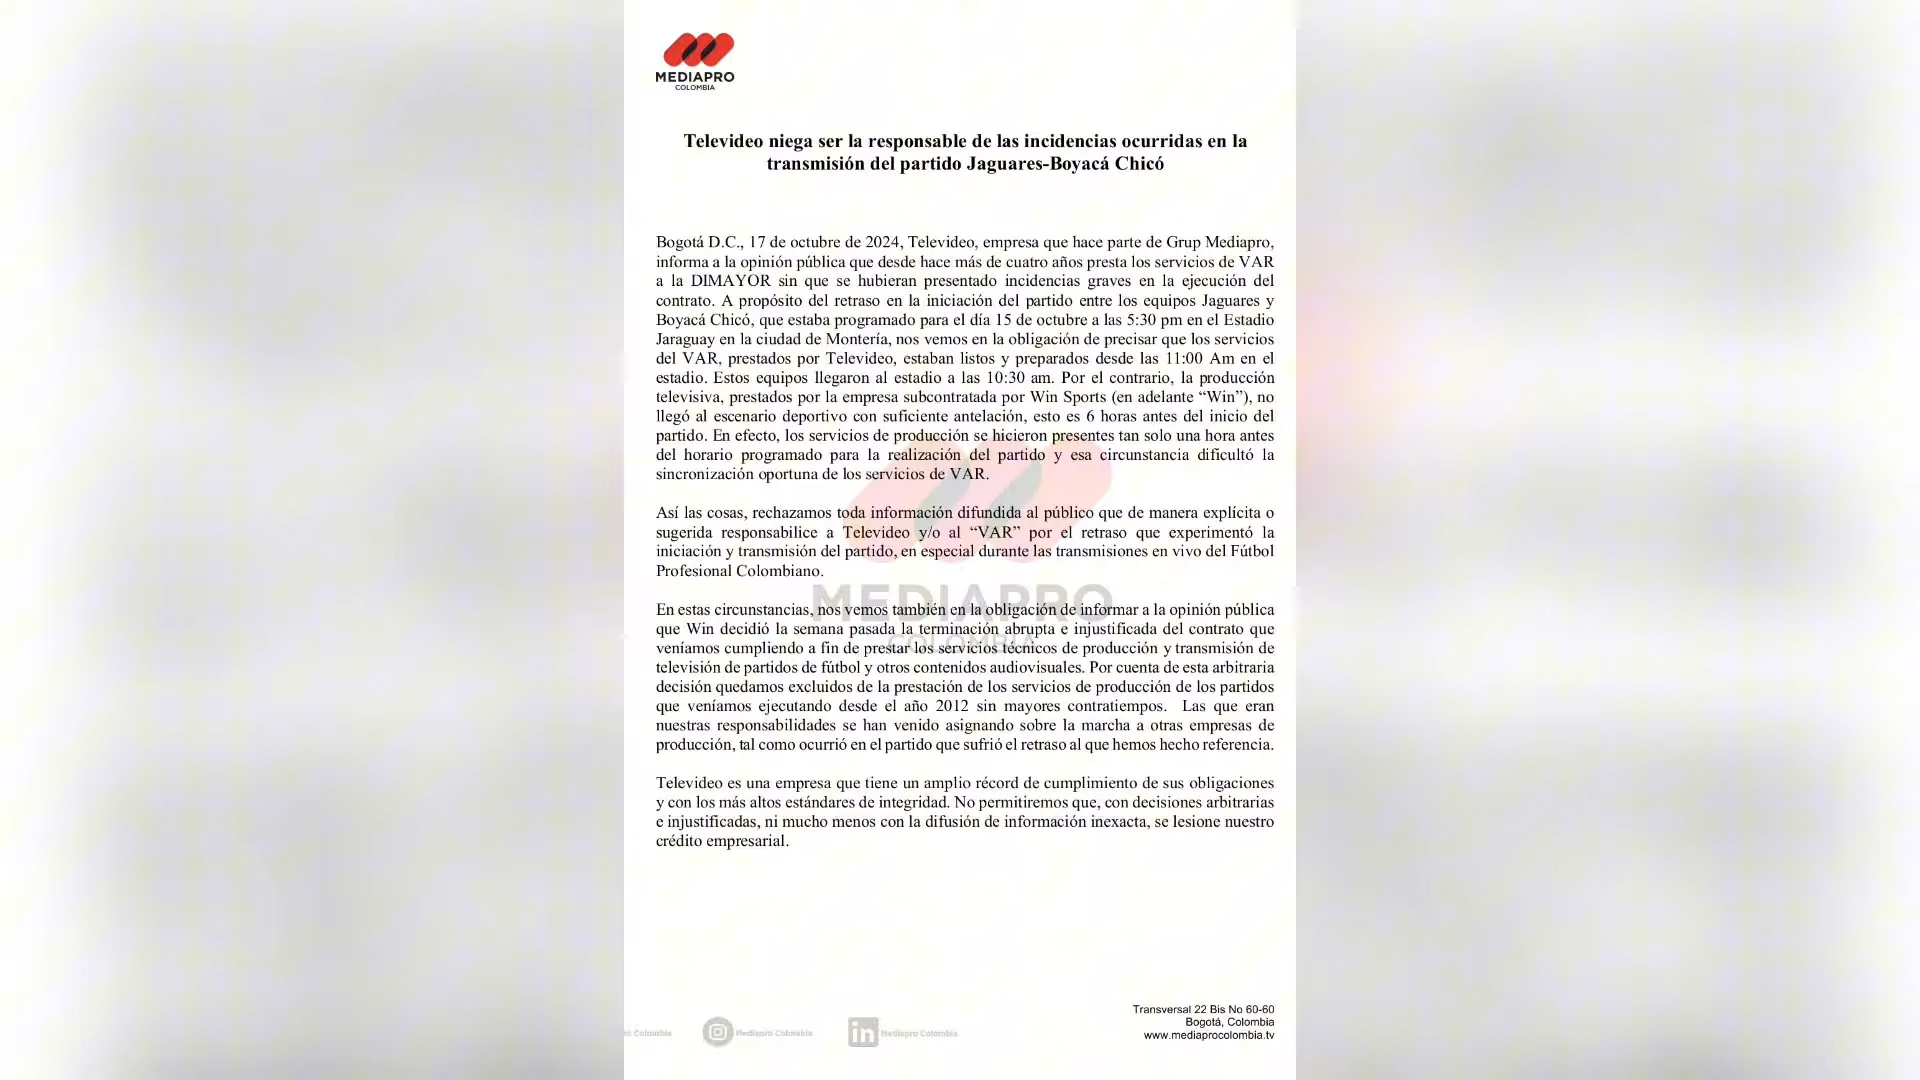 MEDIAPRO
COLOMBIA
Televideo niega ser la responsable de las incidencias ocurridas en la
transmisión del partido Jaguares-Boyacá Chicó
Bogotá D.C., 17 de octubre de 2024, Televideo, empresa que hace parte de Grup Mediapro,
informa a la opinión pública que desde hace más de cuatro años presta los servicios de VAR
a la DIMAYOR sin que se hubieran presentado incidencias graves en la ejecución del
contrato. A propósito del retraso en la iniciación del partido entre los equipos Jaguares y
Boyacá Chicó, que estaba programado para el día 15 de octubre a las 5:30 pm en el Estadio
Jaraguay en la ciudad de Montería, nos vemos en la obligación de precisar que los servicios
del VAR, prestados por Televideo, estaban listos y preparados desde las 11:00 Am en el
estadio. Estos equipos llegaron al estadio a las 10:30 am. Por el contrario, la producción
televisiva, prestados por la empresa subcontratada por Win Sports (en adelante “Win”), no
llegó al escenario deportivo con suficiente antelación, esto es 6 horas antes del inicio del
partido. En efecto, los servicios de producción se hicieron presentes tan solo una hora antes
del horario programado para la realización del partido y esa circunstancia dificultó la
sincronización oportuna de los servicios de VAR.
Así las cosas, rechazamos toda información difundida al público que de manera explícita o
sugerida responsabilice a Televideo y/o al “VAR” por el retraso que experimentó la
iniciación y transmisión del partido, en especial durante las transmisiones en vivo del Fútbol
Profesional Colombiano.
MEDIAPRO
COLOMBIA
En estas circunstancias, nos vemos también en la obligación de informar a la opinión pública
que Win decidió la semana pasada la terminación abrupta e injustificada del contrato que
veníamos cumpliendo a fin de prestar los servicios técnicos de producción y transmisión de
televisión de partidos de fútbol y otros contenidos audiovisuales. Por cuenta de esta arbitraria
decisión quedamos excluidos de la prestación de los servicios de producción de los partidos
que veníamos ejecutando desde el año 2012 sin mayores contratiempos. Las que eran
nuestras responsabilidades se han venido asignando sobre la marcha a otras empresas de
producción, tal como ocurrió en el partido que sufrió el retraso al que hemos hecho referencia.
Televideo es una empresa que tiene un amplio récord de cumplimiento de sus obligaciones
y con los más altos estándares de integridad. No permitiremos que, con decisiones arbitrarias
e injustificadas, ni mucho menos con la difusión de información inexacta, se lesione nuestro
crédito empresarial.
Colombia
Mediapro Colombia
in Mediapro Colombia
Transversal 22 Bis No 60-60
Bogotá, Colombia
www.mediaprocolombia.tv